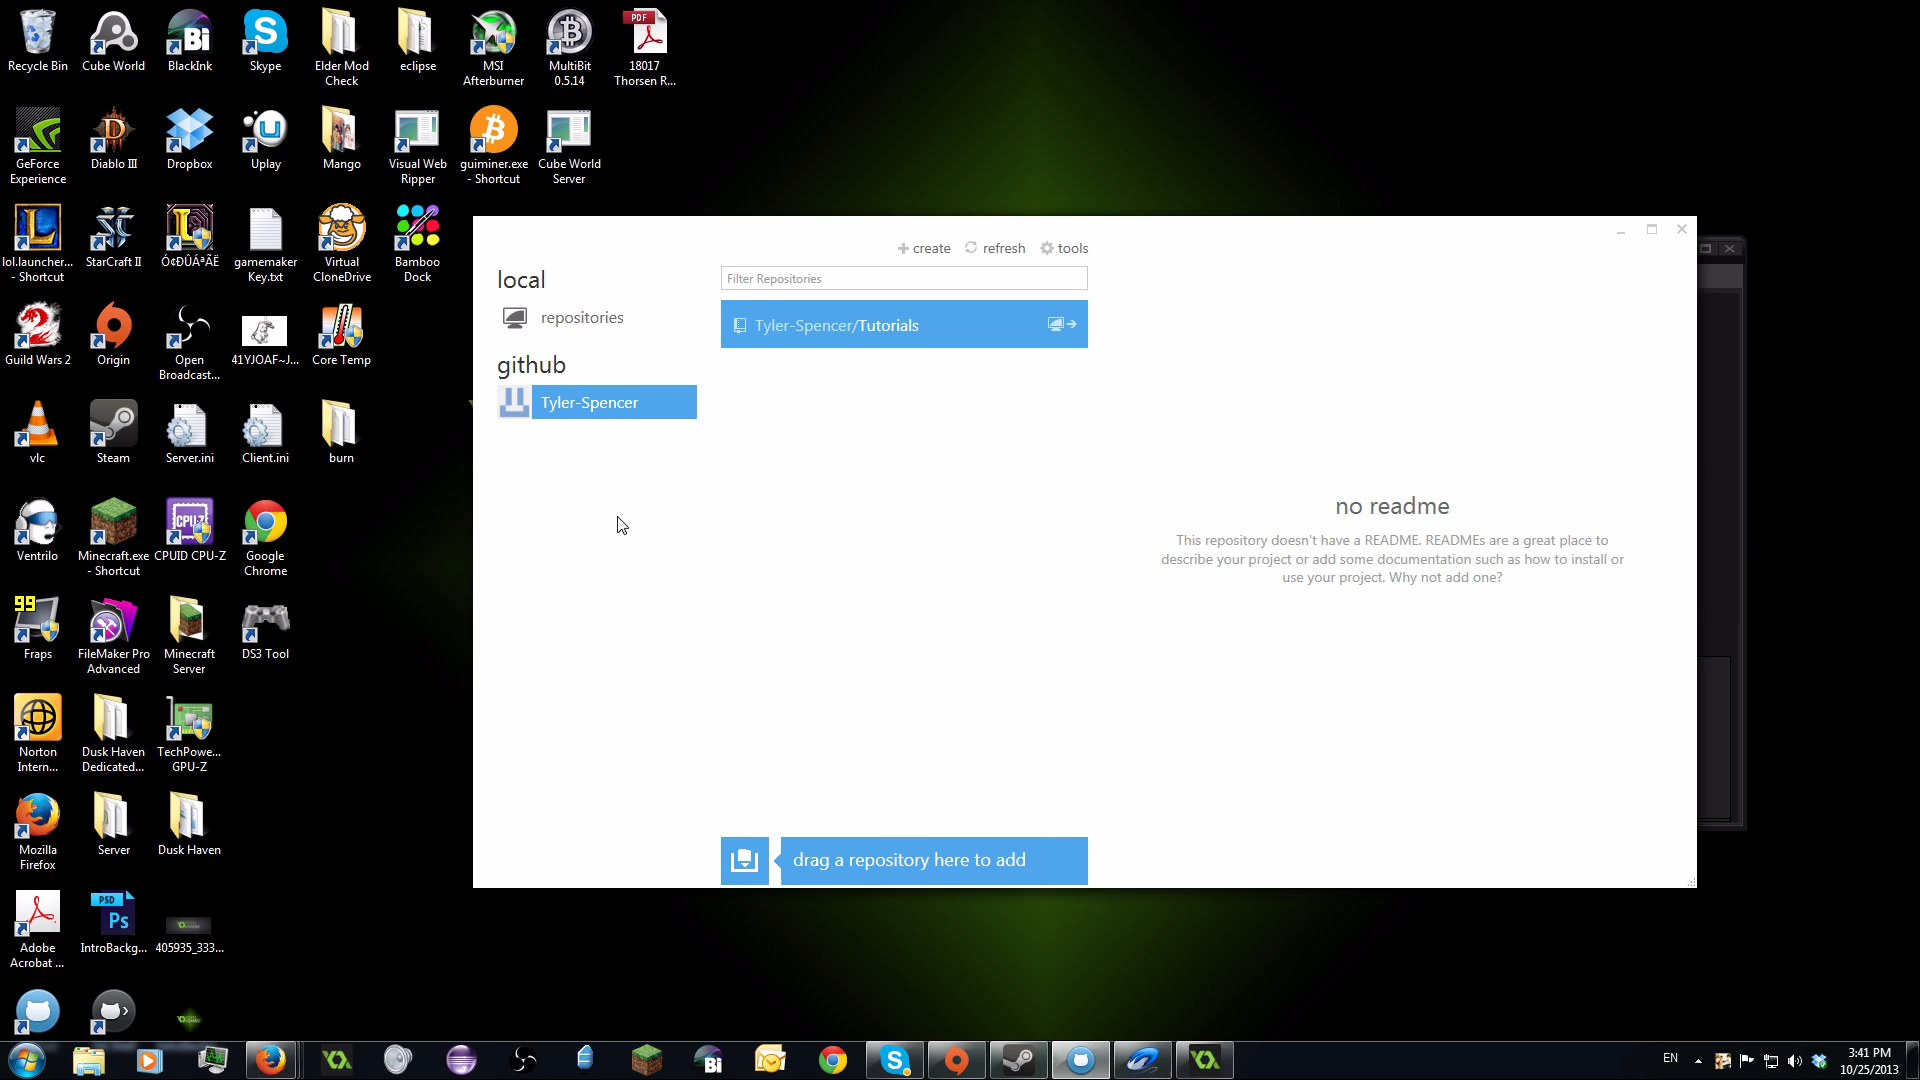 Recycle Bin
Cube World
BlackInk
Skype
Elder Mod
Check
eclipse
MSI
Afterburner
MultiBit
0.5.14
PDF
18017
Thorsen R...
GeForce
Experience
Diablo III
Dropbox
Uplay
Mango
Visual Web
Ripper
guiminer.exe
- Shortcut
Cube World
Server
lol.launcher...
- Shortcut
StarCraft II
Ó¢ÐÛÁªÃË
gamemaker
Key.txt
Virtual
CloneDrive
Bamboo
Dock
Guild Wars 2
Origin
Open
Broadcast...
41YJOAF~J...
Core Temp
vlc
Steam
Server.ini
Client.ini
burn
Ventrilo
Minecraft.exe
- Shortcut
CPUID CPU-Z
Google
Chrome
99
Fraps
FileMaker Pro
Advanced
Minecraft
Server
DS3 Tool
Norton
Intern...
Dusk Haven
Dedicated...
TechPowe...
GPU-Z
Mozilla
Firefox
Server
Dusk Haven
Adobe
Acrobat ...
PSD
Ps
IntroBackg...
405935_333...
create
refresh
tools
local
repositories
github
Tyler-Spencer
Filter Repositories
Tyler-Spencer/Tutorials
no readme
This repository doesn't have a README. READMEs are a great place to
describe your project or add some documentation such as how to install or
use your project. Why not add one?
drag a repository here to add
EN
3:41 PM
10/25/2013